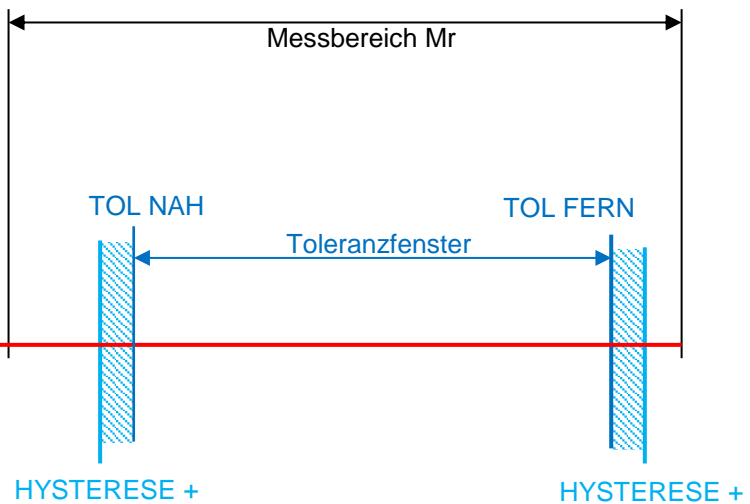 Messbereich Mr
TOL NAH
TOL FERN
Toleranzfenster
HYSTERESE +
HYSTERESE +